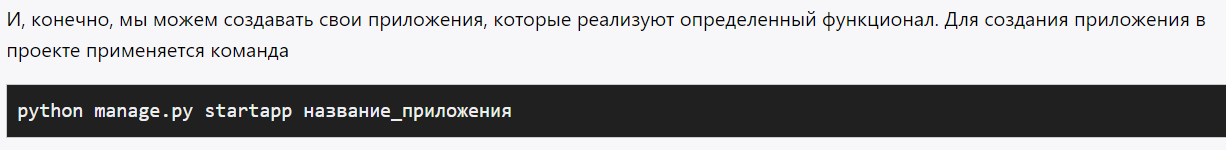 И, конечно, мы можем создавать свои приложения, которые реализуют определенный функционал. Для создания приложения в
проекте применяется команда
python manage.py startapp название_приложения